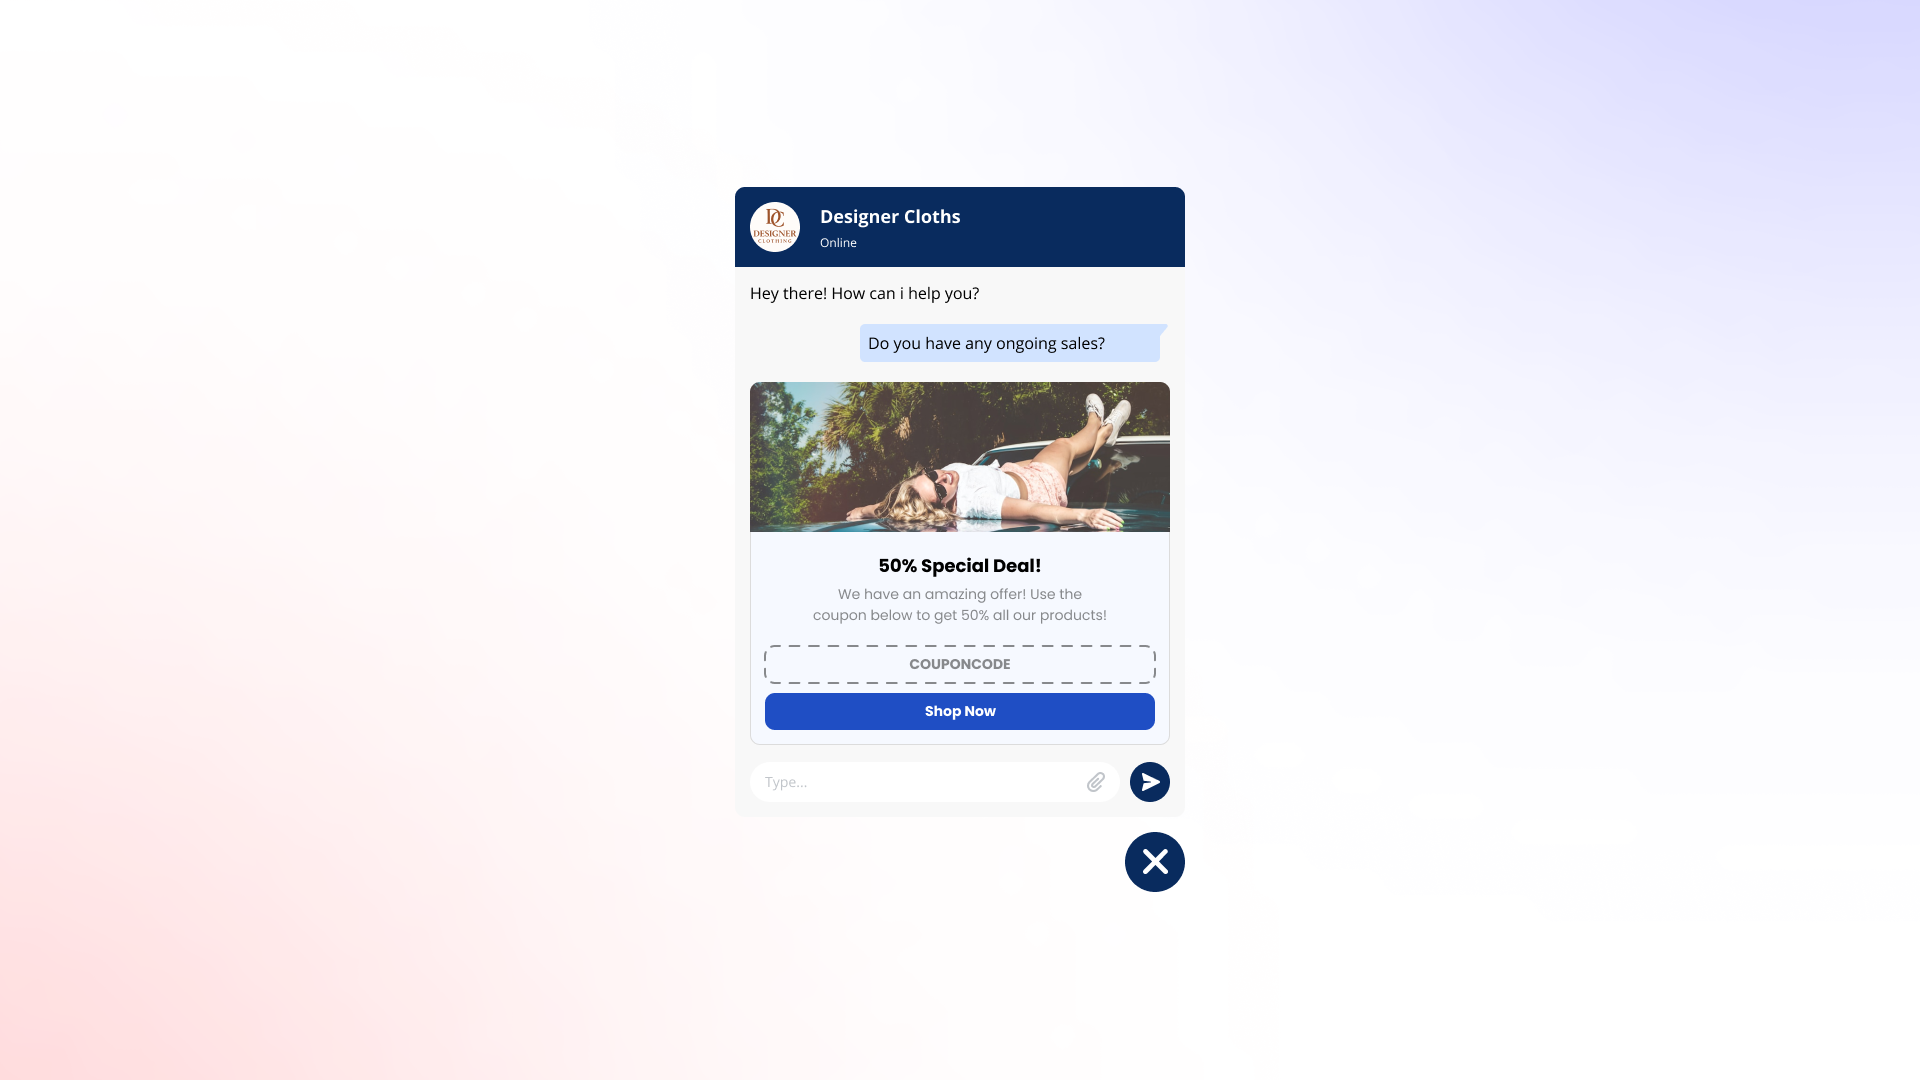 DC
DESIGNER
CLOTHING
Designer Cloths
Online
Hey there! How can i help you?
Do you have any ongoing sales?
50% Special Deal!
We have an amazing offer! Use the
coupon below to get 50% all our products!
COUPONCODE
Shop Now
Type...